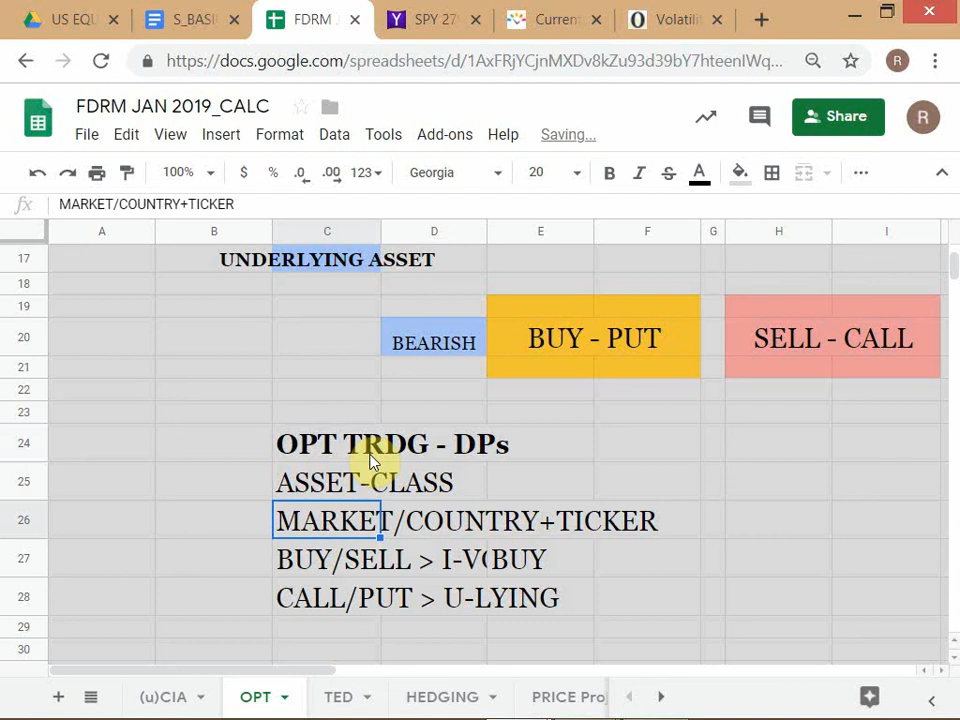 US EQU
S_BASI
FDRM J
SPY 27
Current
Volatili
https://docs.google.com/spreadsheets/d/1AxFRjYCjnMXDv8kZu93d39bY7hteenIWq...
R
FDRM JAN 2019_CALC
File Edit View Insert Format Data Tools Add-ons Help Saving...
Share
R
100% $ % .0 .00 123 Georgia 20 B I S A
fx MARKET/COUNTRY+TICKER
A B C D E F G H I
17 UNDERLYING ASSET
18
19
20 BEARISH BUY - PUT SELL - CALL
21
22
23
24 OPT TRDG - DPs
25 ASSET-CLASS
26 MARKET/COUNTRY+TICKER
27 BUY/SELL > I-VO BUY
28 CALL/PUT > U-LYING
29
30
(u)CIA OPT TED HEDGING PRICE Proj